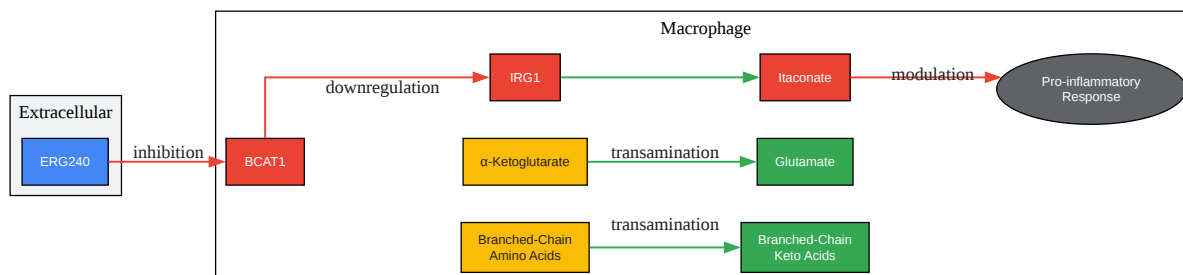 Macrophage
Extracellular
ERG240
inhibition
BCAT1
downregulation
IRG1
Itaconate
modulation
Pro-inflammatory
Response
α-Ketoglutarate
transamination
Glutamate
Branched-Chain
Amino Acids
transamination
Branched-Chain
Keto Acids